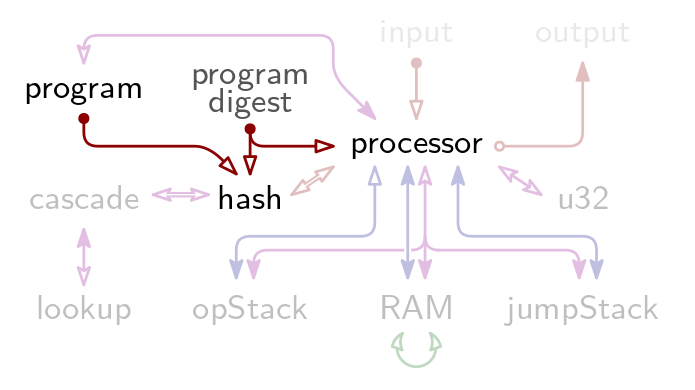 input
output
program
program
digest
processor
cascade
hash
u32
lookup
opStack
RAM
jumpStack